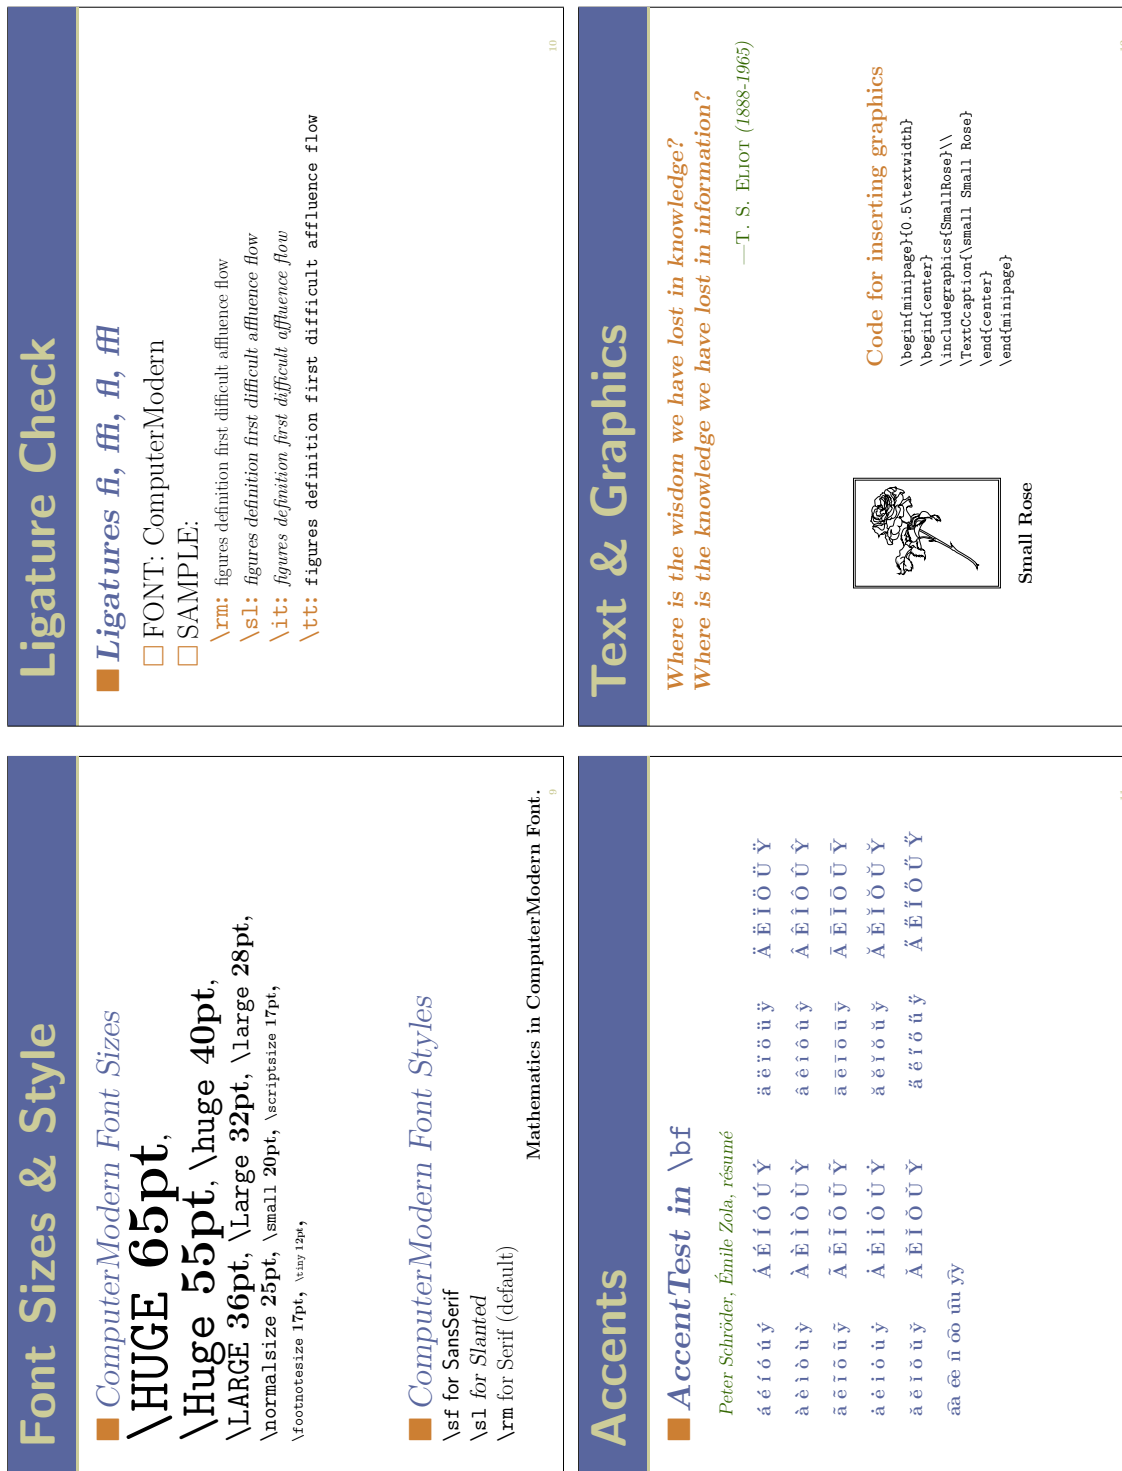 Font Sizes & Style
ComputerModern Font Sizes
\HUGE 65pt,
\Huge 55pt, \huge 40pt,
\LARGE 36pt, \Large 32pt, \large 28pt,
\normalsize 25pt, \small 20pt, \scriptsize 17pt,
\footnotesize 17pt, \tiny 12pt,
ComputerModern Font Styles
\sf for SansSerif
\sl for Slanted
\rm for Serif (default)
Mathematics in ComputerModern Font.
9
Ligature Check
Ligatures fi, ffi, fl, ffl
FONT: ComputerModern
SAMPLE:
\rm: figures definition first difficult affluence flow
\sl: figures definition first difficult affluence flow
\it: figures definition first difficult affluence flow
\tt: figures definition first difficult affluence flow
10
Accents
AccentTest in \bf
Peter Schröder, Émile Zola, résumé
á é í ó ú ý Á É Í Ó Ú Ý ä ë ï ö ü ÿ Ä Ë Ï Ö Ü Ÿ
à è ì ò ù ỳ À È Ì Ò Ù Ỳ â ê î ô û ŷ Â Ê Î Ô Û Ŷ
ã ẽ ĩ õ ũ ỹ Ã Ẽ Ĩ Õ Ũ Ỹ ā ē ī ō ū ȳ Ā Ē Ī Ō Ū Ȳ
ȧ ė i ȯ u̇ ẏ Ȧ Ė İ Ȯ U̇ Ẏ ă ĕ ĭ ŏ ŭ y̆ Ă Ĕ Ĭ Ŏ Ŭ Y̆
ǎ ě ǐ ǒ ǔ y̌ Ǎ Ě Ǐ Ǒ Ǔ Y̌ a̋ e̋ i̋ ő ű y̋ A̋ E̋ I̋ Ő Ű Y̋
a͡a e͡e i͡i o͡o u͡u y͡y
Text & Graphics
Where is the wisdom we have lost in knowledge?
Where is the knowledge we have lost in information?
—T. S. Eliot (1888-1965)
Small Rose
Code for inserting graphics
\begin{minipage}{0.5\textwidth}
\begin{center}
\includegraphics{SmallRose}\\
\TextCcaption{\small Small Rose}
\end{center}
\end{minipage}